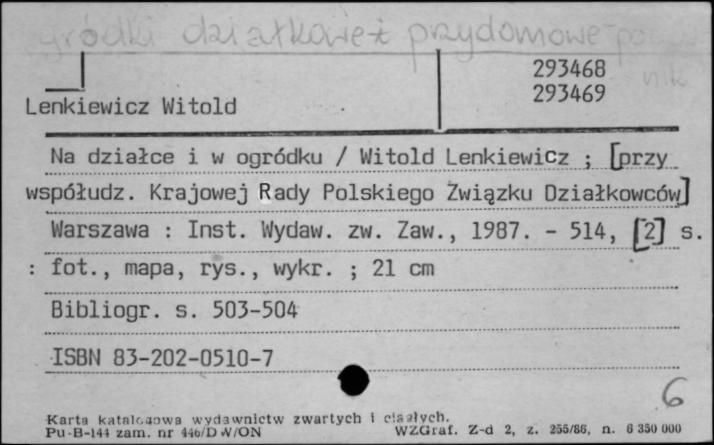 ogródki działkowe i przydomowe - porad
nik
293468
293469
Lenkiewicz Witold
Na działce i w ogródku / Witold Lenkiewicz ; [przy
współudz. Krajowej Rady Polskiego Związku Działkowców]
Warszawa : Inst. Wydaw. zw. Zaw., 1987. - 514, [2] s.
: fot., mapa, rys., wykr. ; 21 cm
Bibliogr. s. 503-504
ISBN 83-202-0510-7
6
Karta katalogowa wydawnictw zwartych i ciągłych.
Pu-B-144 zam. nr 446/D W/ON WZGraf. Z-d 2, z. 255/86, n. 6 350 000